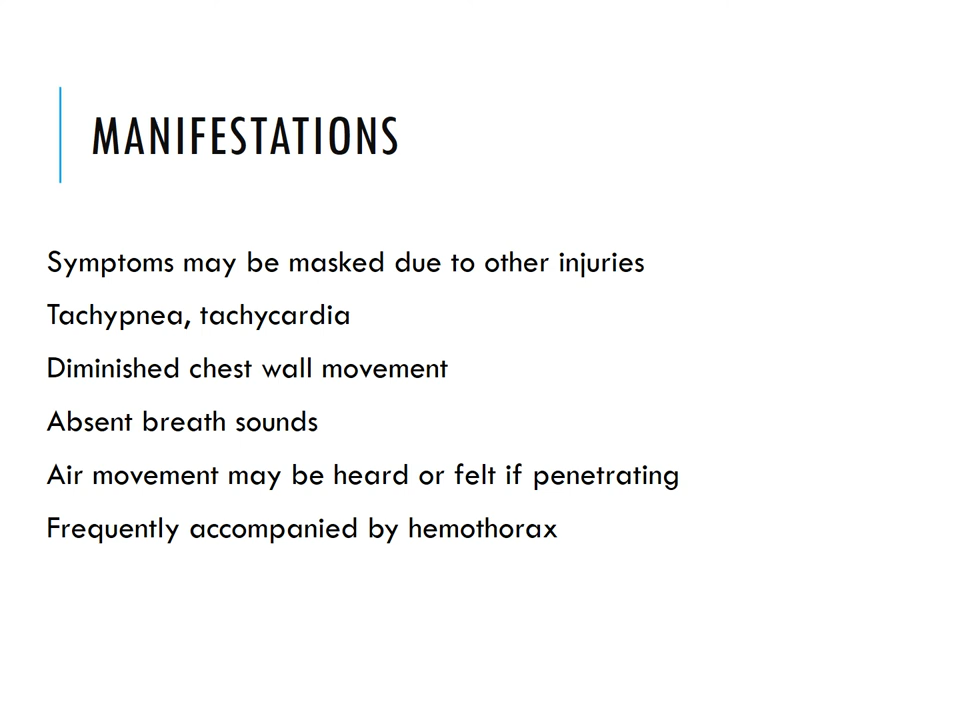 MANIFESTATIONS
Symptoms may be masked due to other injuries
Tachypnea, tachycardia
Diminished chest wall movement
Absent breath sounds
Air movement may be heard or felt if penetrating
Frequently accompanied by hemothorax